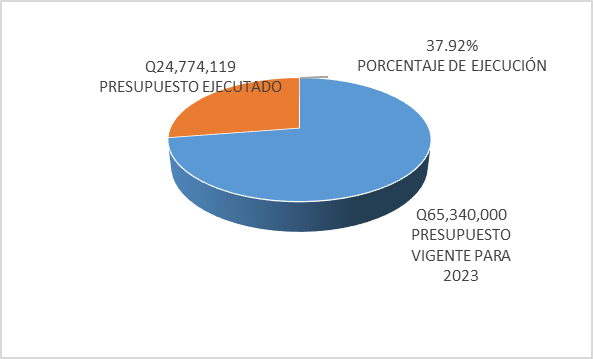 Q24,774,119
PRESUPUESTO EJECUTADO
37.92%
PORCENTAJE DE EJECUCIÓN
Q65,340,000
PRESUPUESTO
VIGENTE PARA
2023